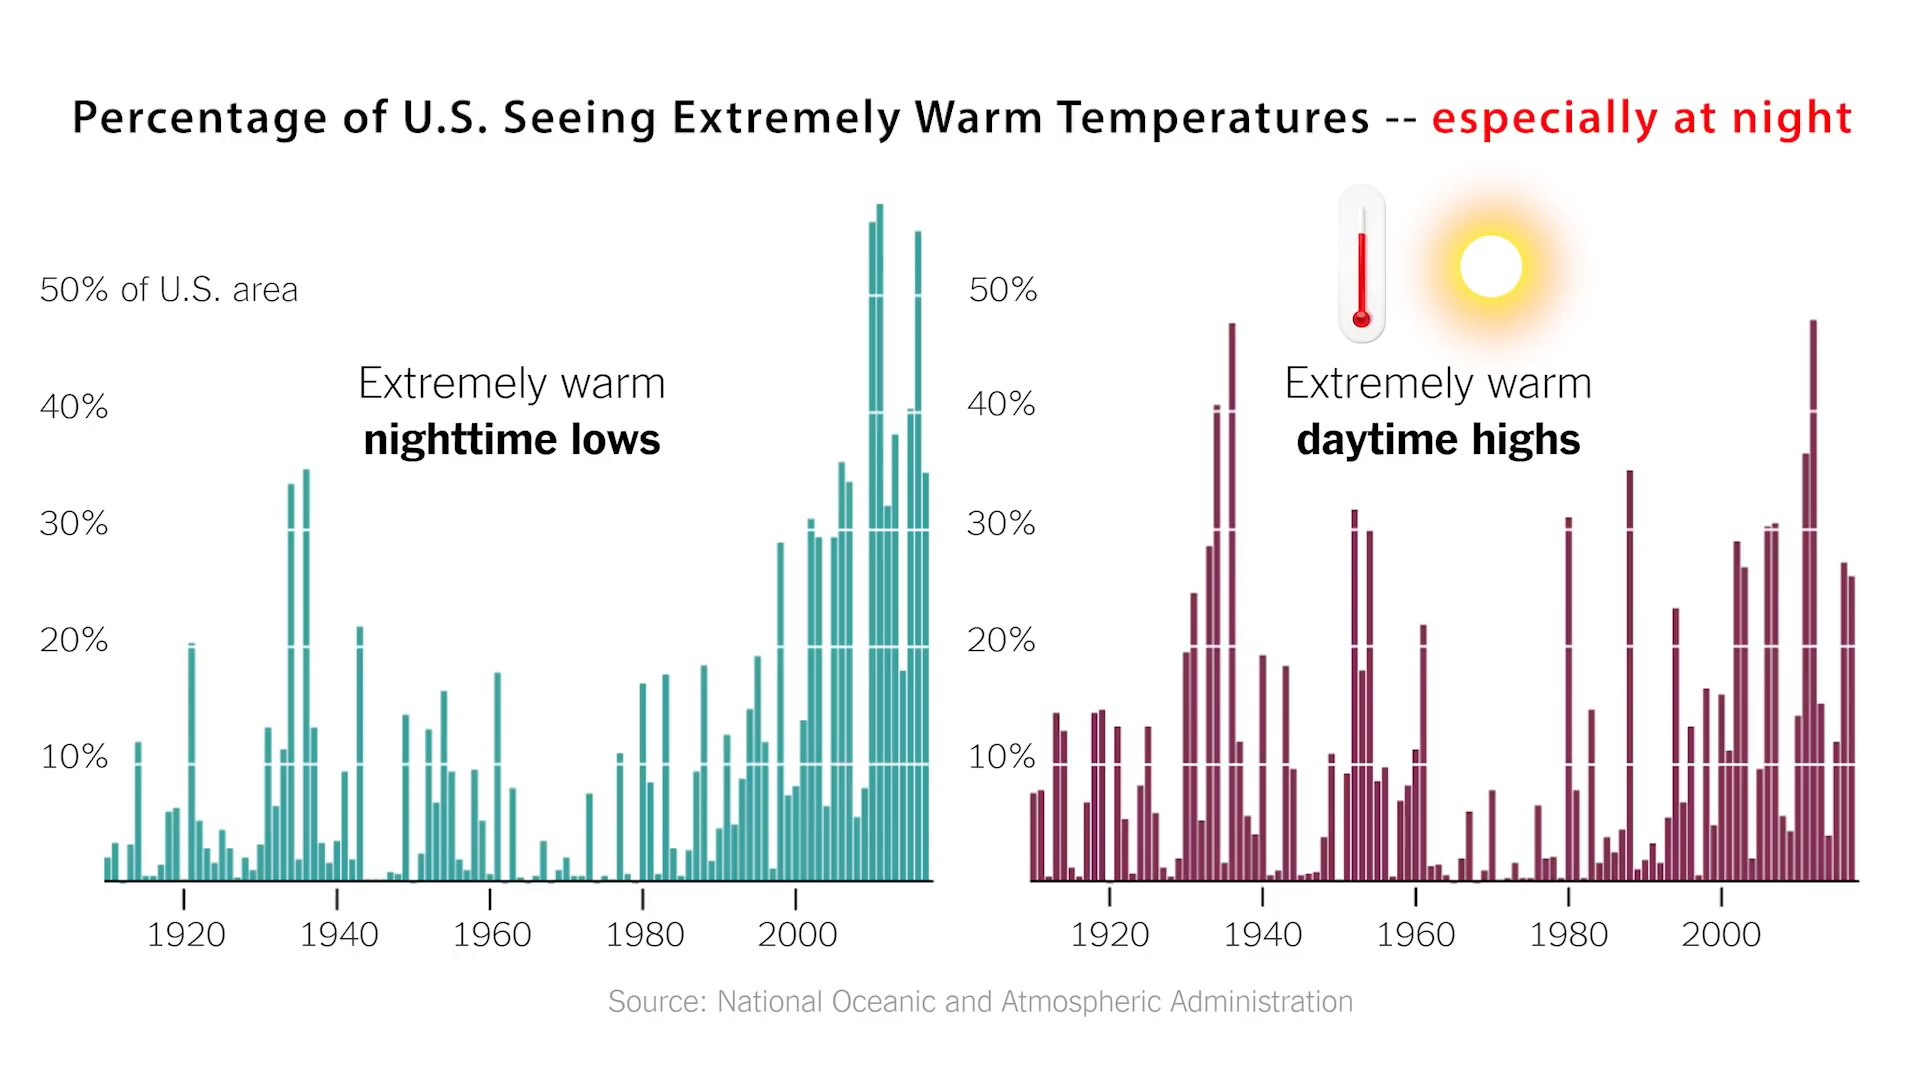 Percentage of U.S. Seeing Extremely Warm Temperatures -- especially at night
50% of U.S. area
Extremely warm
nighttime lows
40%
30%
20%
10%
1920 1940 1960 1980 2000
50%
Extremely warm
daytime highs
40%
30%
20%
10%
1920 1940 1960 1980 2000
Source: National Oceanic and Atmospheric Administration